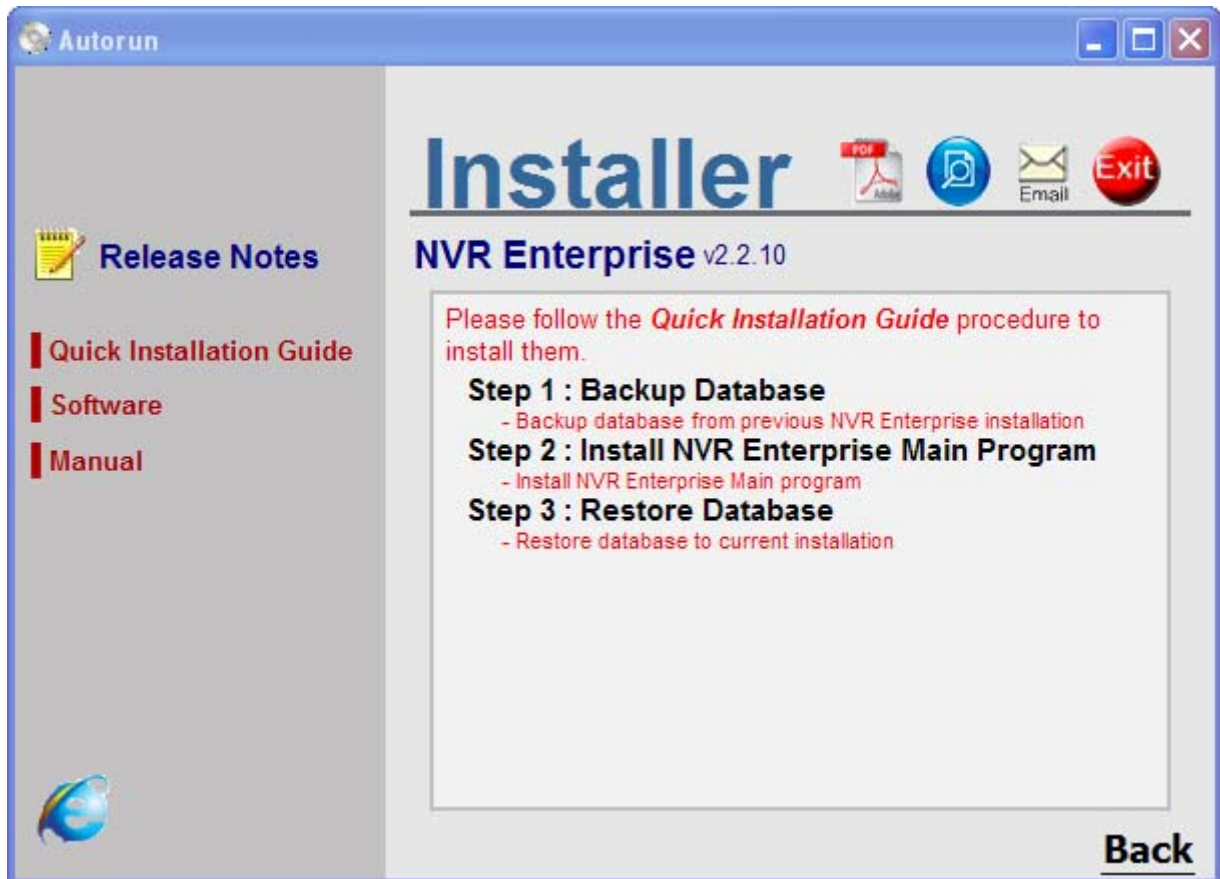 Autorun
Installer
PDF
Adobe
Email
Exit
Release Notes
Quick Installation Guide
Software
Manual
NVR Enterprise v2.2.10
Please follow the Quick Installation Guide procedure to
install them.
Step 1 : Backup Database
- Backup database from previous NVR Enterprise installation
Step 2 : Install NVR Enterprise Main Program
- Install NVR Enterprise Main program
Step 3 : Restore Database
- Restore database to current installation
Back